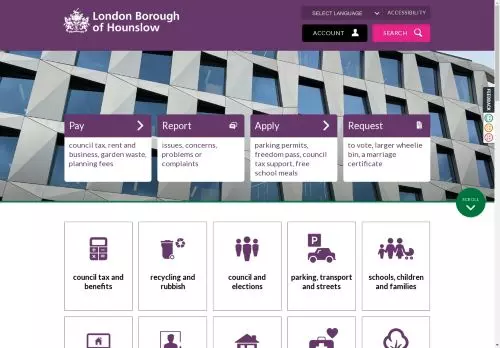 London Borough
of Hounslow
SELECT LANGUAGE
ACCESSIBILITY
ACCOUNT
SEARCH
FEEDBACK
Pay
council tax, rent and
business, garden waste,
planning fees
Report
issues, concerns,
problems or
complaints
Apply
parking permits,
freedom pass, council
tax support, free
school meals
Request
to vote, larger wheelie
bin, a marriage
certificate
SCROLL
council tax and
benefits
recycling and
rubbish
council and
elections
P
parking, transport
and streets
schools, children
and families